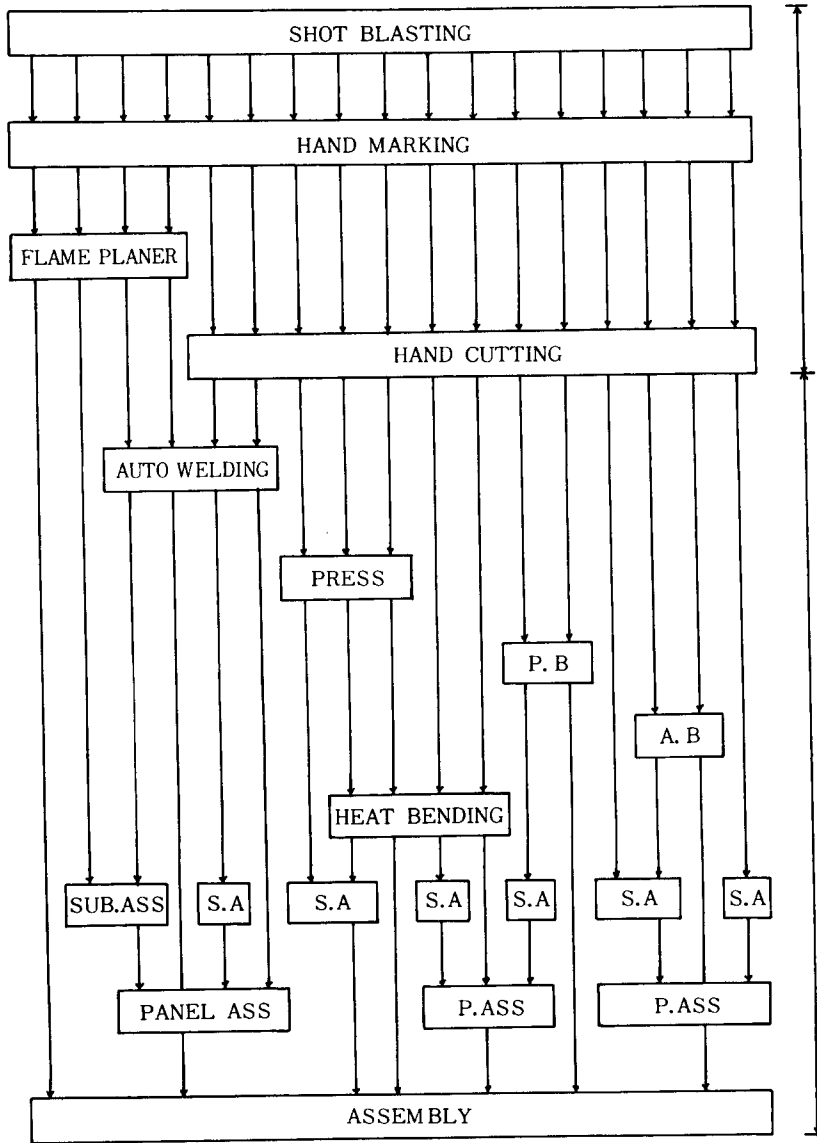 SHOT BLASTING
HAND MARKING
FLAME PLANER
HAND CUTTING
AUTO WELDING
PRESS
P.B
A.B
HEAT BENDING
SUB.ASS
S.A
S.A
S.A
S.A
S.A
S.A
PANEL ASS
P.ASS
P.ASS
ASSEMBLY